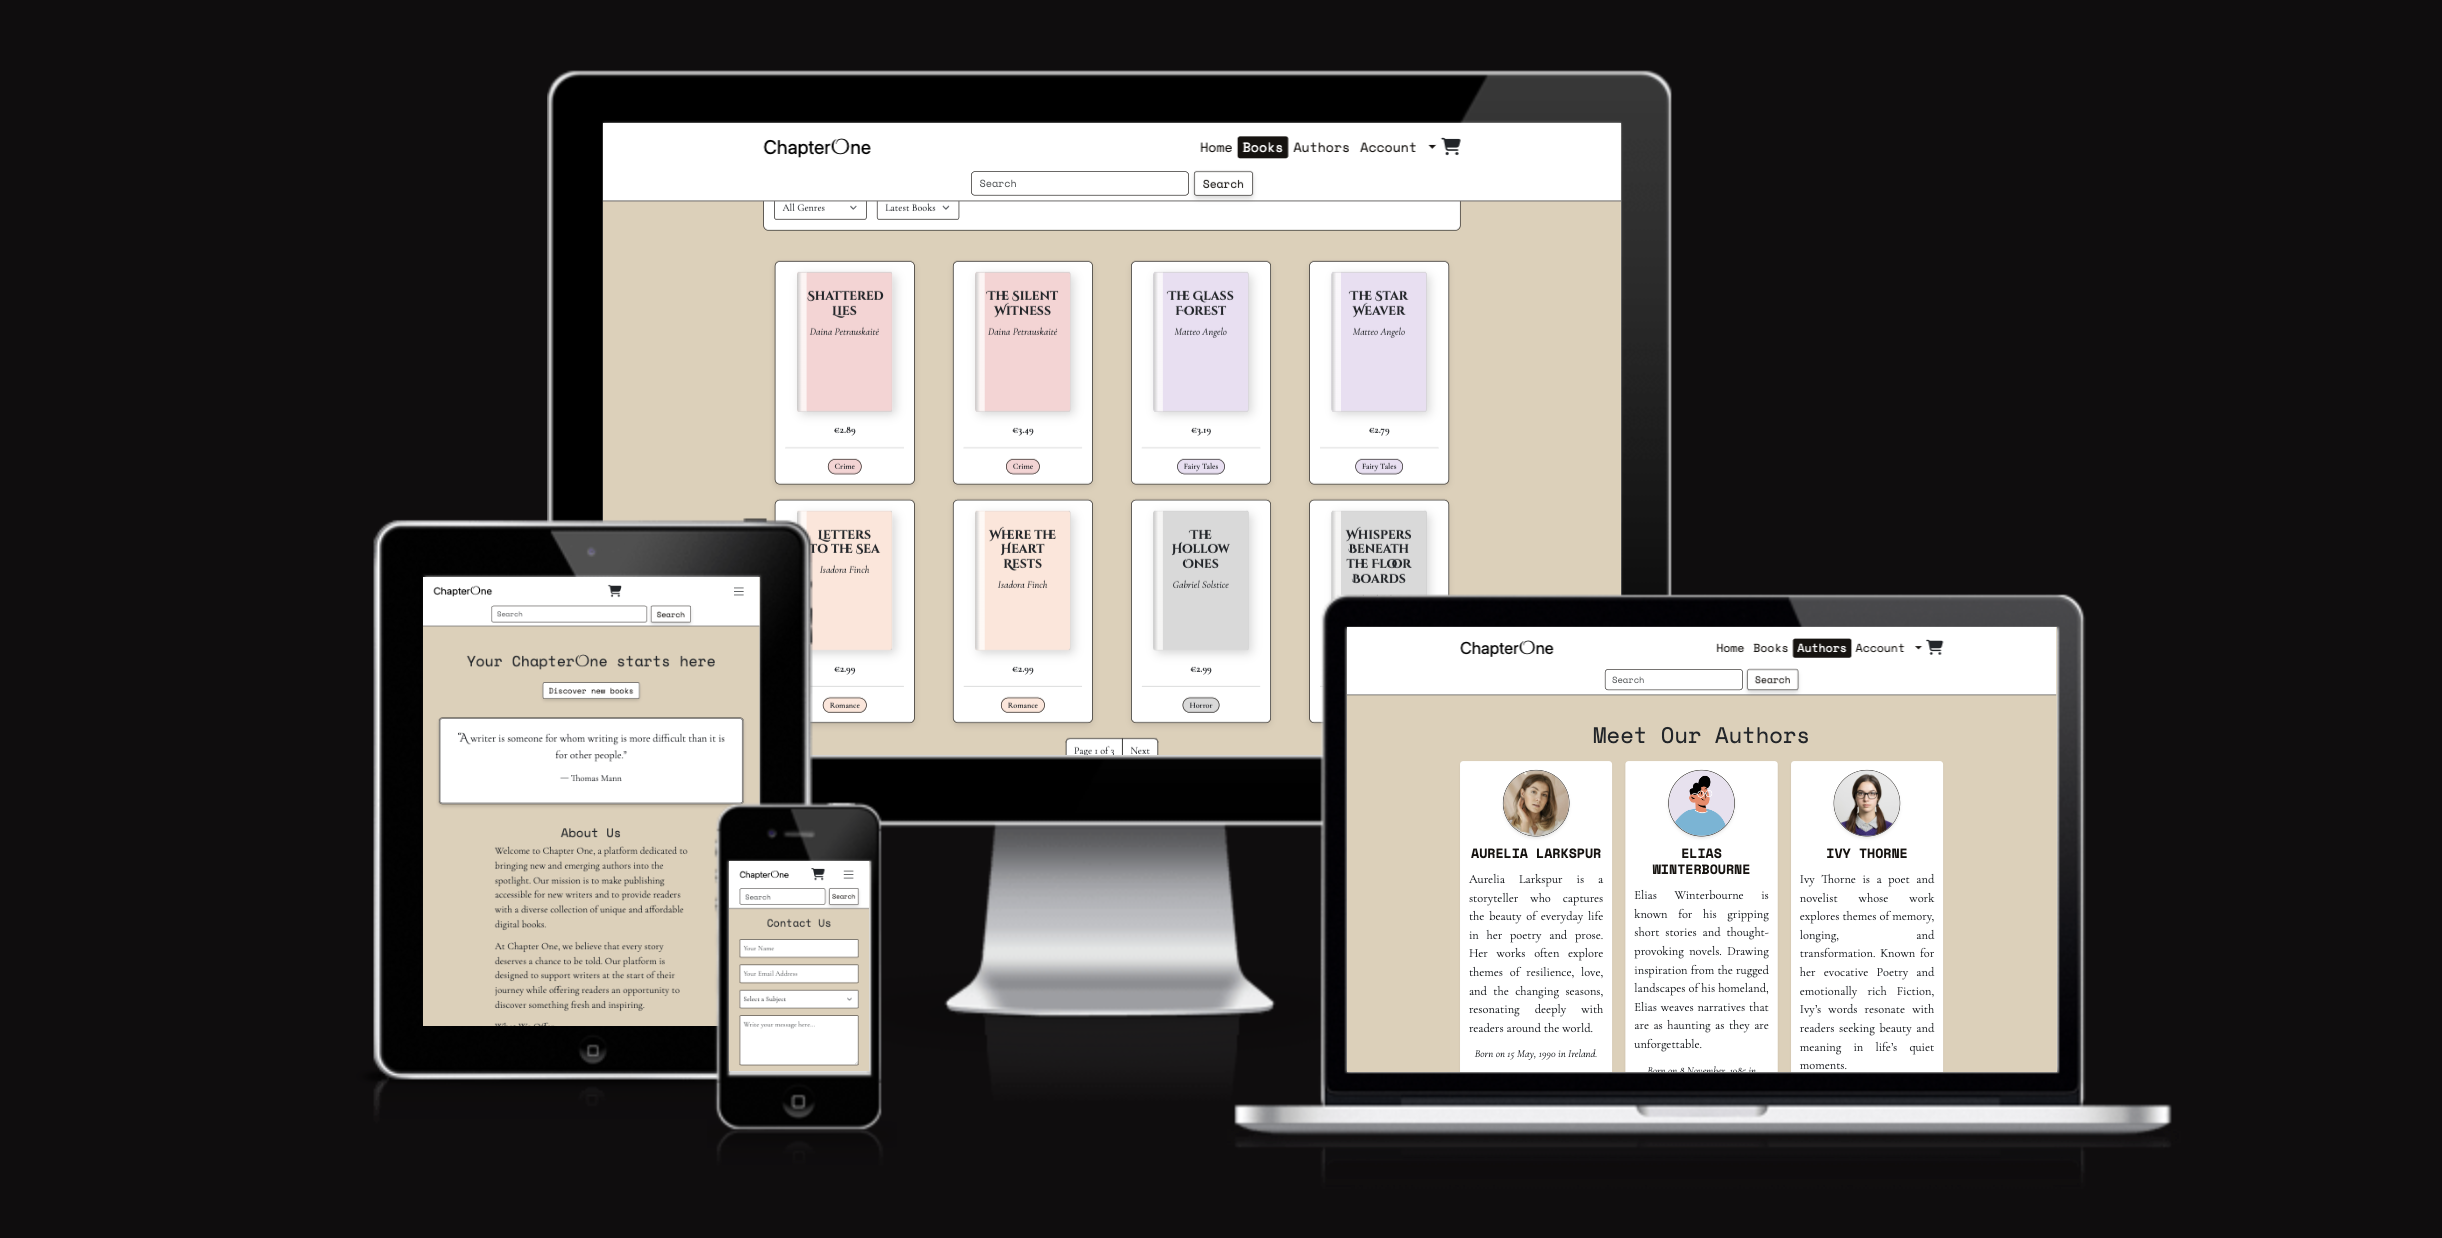 ChapterOne
Home Books Authors Account
Search Search
All Genres Latest Books
SHATTERED
LIES
Daina Petrauskaitė
€2.89
Crime
THE SILENT
WITNESS
Daina Petrauskaitė
€3.49
Crime
THE GLASS
FOREST
Matteo Angelo
€3.19
Fairy Tales
THE STAR
WEAVER
Matteo Angelo
€2.79
Fairy Tales
LETTERS
TO THE SEA
Isadora Finch
€2.99
Romance
WHERE THE
HEART
RESTS
Isadora Finch
€2.99
Romance
THE
HOLLOW
ONES
Gabriel Solstice
€2.99
Horror
WHISPERS
BENEATH
THE FLOOR
BOARDS
Page 1 of 3 Next
ChapterOne
Search Search
Your ChapterOne starts here
Discover new books
"A writer is someone for whom writing is more difficult than it is
for other people."
— Thomas Mann
About Us
Welcome to Chapter One, a platform dedicated to
bringing new and emerging authors into the
spotlight. Our mission is to make publishing
accessible for new writers and to provide readers
with a diverse collection of unique and affordable
digital books.
At Chapter One, we believe that every story
deserves a chance to be told. Our platform is
designed to support writers at the start of their
journey while offering readers an opportunity to
discover something fresh and inspiring.
ChapterOne
Search Search
Contact Us
Your Name
Your Email Address
Select a Subject
Write your message here...
ChapterOne
Home Books Authors Account
Search Search
Meet Our Authors
AURELIA LARKSPUR
Aurelia Larkspur is a
storyteller who captures
the beauty of everyday life
in her poetry and prose.
Her works often explore
themes of resilience, love,
and the changing seasons,
resonating deeply with
readers around the world.
Born on 15 May, 1990 in Ireland.
ELIAS
WINTERBOURNE
Elias Winterbourne is
known for his gripping
short stories and thought-
provoking novels. Drawing
inspiration from the rugged
landscapes of his homeland,
Elias weaves narratives that
are as haunting as they are
unforgettable.
Born on 8 November, in
IVY THORNE
Ivy Thorne is a poet and
novelist whose work
explores themes of memory,
longing, and
transformation. Known for
her evocative Poetry and
emotionally rich Fiction,
Ivy's words resonate with
readers seeking beauty and
meaning in life's quiet
moments.